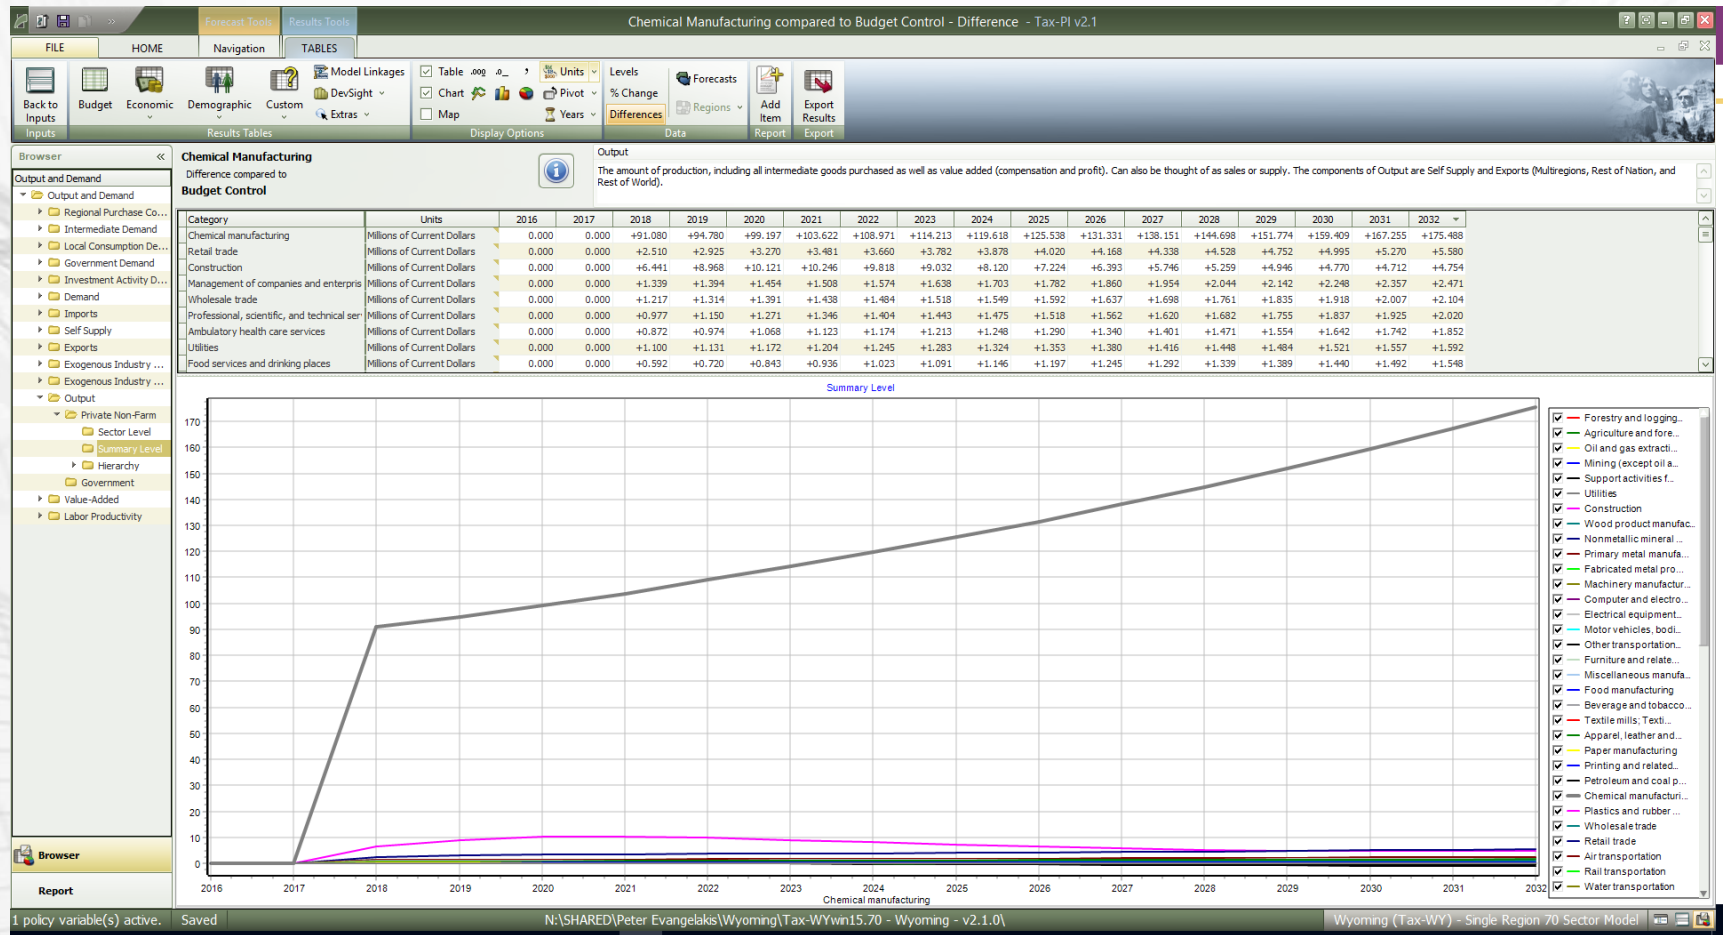 Forecast Tools Results Tools Chemical Manufacturing compared to Budget Control - Difference - Tax-PI v2.1
FILE HOME Navigation TABLES
Back to Inputs
Budget
Economic
Demographic
Custom
Model Linkages
DevSight
Extras
Table .000 .0_ , Units
Chart Pivot
Map Years
Levels
% Change
Differences
Forecasts
Regions
Add Item
Export Results
Inputs Results Tables Display Options Data Report Export
Browser «
Output and Demand
Output and Demand
Regional Purchase Co...
Intermediate Demand
Local Consumption De...
Government Demand
Investment Activity D...
Demand
Imports
Self Supply
Exports
Exogenous Industry ...
Exogenous Industry ...
Output
Private Non-Farm
Sector Level
Summary Level
Hierarchy
Government
Value-Added
Labor Productivity
Browser
Report
Chemical Manufacturing
Difference compared to
Budget Control
Output
The amount of production, including all intermediate goods purchased as well as value added (compensation and profit). Can also be thought of as sales or supply. The components of Output are Self Supply and Exports (Multiregions, Rest of Nation, and
Rest of World).
Category Units 2016 2017 2018 2019 2020 2021 2022 2023 2024 2025 2026 2027 2028 2029 2030 2031 2032
Chemical manufacturing Millions of Current Dollars 0.000 0.000 +91.080 +94.780 +99.197 +103.622 +108.971 +114.213 +119.618 +125.538 +131.331 +138.151 +144.698 +151.774 +159.409 +167.255 +175.488
Retail trade Millions of Current Dollars 0.000 0.000 +2.510 +2.925 +3.270 +3.481 +3.660 +3.782 +3.878 +4.020 +4.168 +4.338 +4.528 +4.752 +4.995 +5.270 +5.580
Construction Millions of Current Dollars 0.000 0.000 +6.441 +8.968 +10.121 +10.246 +9.818 +9.032 +8.120 +7.224 +6.393 +5.746 +5.259 +4.946 +4.770 +4.712 +4.754
Management of companies and enterpris Millions of Current Dollars 0.000 0.000 +1.339 +1.394 +1.454 +1.508 +1.574 +1.638 +1.703 +1.782 +1.860 +1.954 +2.044 +2.142 +2.248 +2.357 +2.471
Wholesale trade Millions of Current Dollars 0.000 0.000 +1.217 +1.314 +1.391 +1.438 +1.484 +1.518 +1.549 +1.592 +1.637 +1.698 +1.761 +1.835 +1.918 +2.007 +2.104
Professional, scientific, and technical ser Millions of Current Dollars 0.000 0.000 +0.977 +1.150 +1.271 +1.346 +1.404 +1.443 +1.475 +1.518 +1.562 +1.620 +1.682 +1.755 +1.837 +1.925 +2.020
Ambulatory health care services Millions of Current Dollars 0.000 0.000 +0.872 +0.974 +1.068 +1.123 +1.174 +1.213 +1.248 +1.290 +1.340 +1.401 +1.471 +1.554 +1.642 +1.742 +1.852
Utilities Millions of Current Dollars 0.000 0.000 +1.100 +1.131 +1.172 +1.204 +1.245 +1.283 +1.324 +1.353 +1.380 +1.416 +1.448 +1.484 +1.521 +1.557 +1.592
Food services and drinking places Millions of Current Dollars 0.000 0.000 +0.592 +0.720 +0.843 +0.936 +1.023 +1.091 +1.146 +1.197 +1.245 +1.292 +1.339 +1.389 +1.440 +1.492 +1.548
Summary Level
170
160
150
140
130
120
110
100
90
80
70
60
50
40
30
20
10
0
2016 2017 2018 2019 2020 2021 2022 2023 2024 2025 2026 2027 2028 2029 2030 2031 2032
Chemical manufacturing
Forestry and logging...
Agriculture and fore...
Oil and gas extracti...
Mining (except oil a...
Support activities f...
Utilities
Construction
Wood product manufac...
Nonmetallic mineral ...
Primary metal manufa...
Fabricated metal pro...
Machinery manufactur...
Computer and electro...
Electrical equipment...
Motor vehicles, bodi...
Other transportation...
Furniture and relate...
Miscellaneous manufa...
Food manufacturing
Beverage and tobacco...
Textile mills; Texti...
Apparel, leather and...
Paper manufacturing
Printing and related...
Petroleum and coal p...
Chemical manufacturi...
Plastics and rubber ...
Wholesale trade
Retail trade
Air transportation
Rail transportation
Water transportation
1 policy variable(s) active. Saved N:\SHARED\Peter Evangelakis\Wyoming\Tax-WYwin15.70 - Wyoming - v2.1.0\ Wyoming (Tax-WY) - Single Region 70 Sector Model